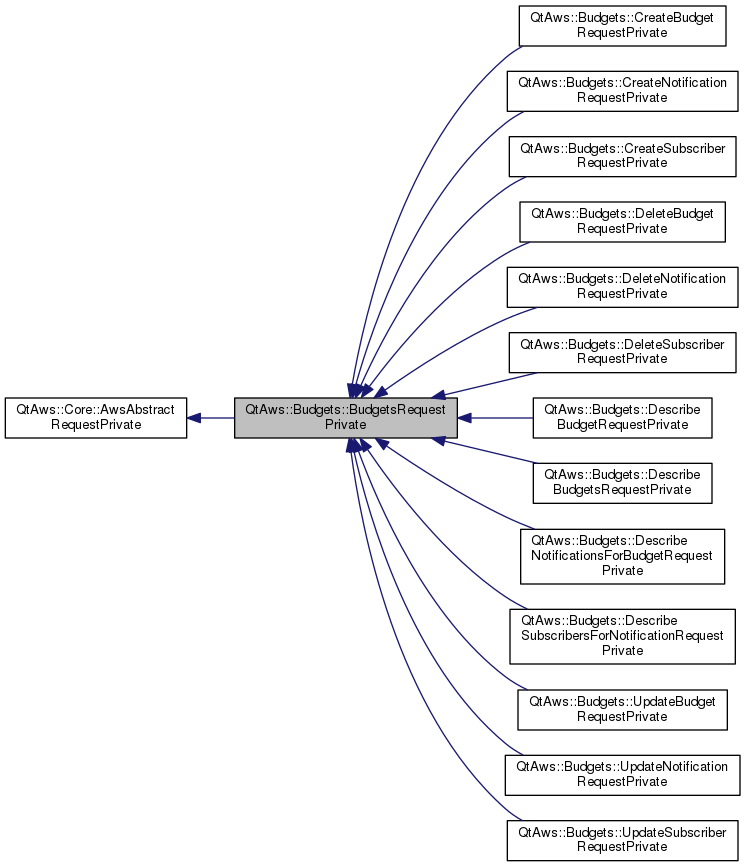 QtAws::Budgets::CreateBudget
RequestPrivate
QtAws::Budgets::CreateNotification
RequestPrivate
QtAws::Budgets::CreateSubscriber
RequestPrivate
QtAws::Budgets::DeleteBudget
RequestPrivate
QtAws::Budgets::DeleteNotification
RequestPrivate
QtAws::Budgets::DeleteSubscriber
RequestPrivate
QtAws::Core::AwsAbstract
RequestPrivate
QtAws::Budgets::BudgetsRequest
Private
QtAws::Budgets::Describe
BudgetRequestPrivate
QtAws::Budgets::Describe
BudgetsRequestPrivate
QtAws::Budgets::Describe
NotificationsForBudgetRequest
Private
QtAws::Budgets::Describe
SubscribersForNotificationRequest
Private
QtAws::Budgets::UpdateBudget
RequestPrivate
QtAws::Budgets::UpdateNotification
RequestPrivate
QtAws::Budgets::UpdateSubscriber
RequestPrivate